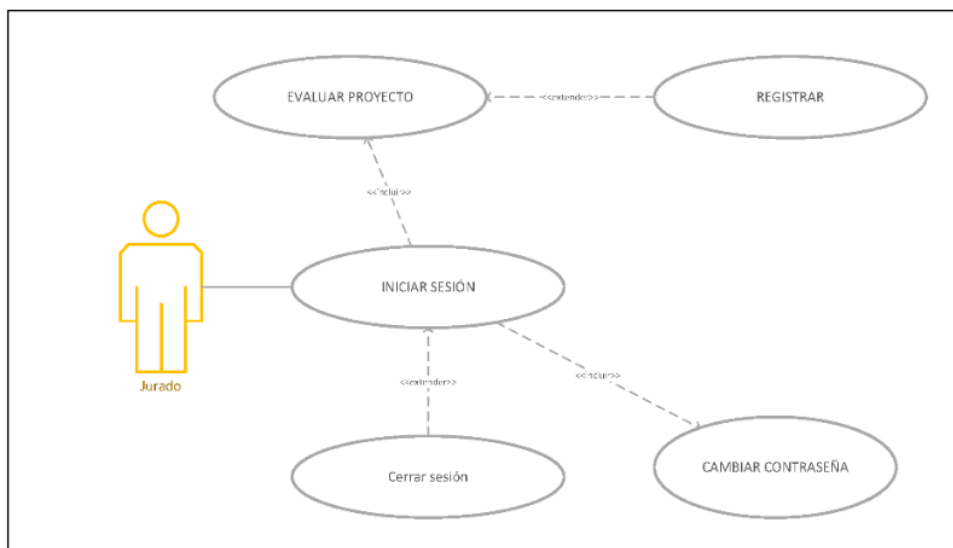 EVALUAR PROYECTO
<<extender>>
REGISTRAR
<<incluir>>
INICIAR SESIÓN
Jurado
<<extender>>
<<incluir>>
Cerrar sesión
CAMBIAR CONTRASEÑA